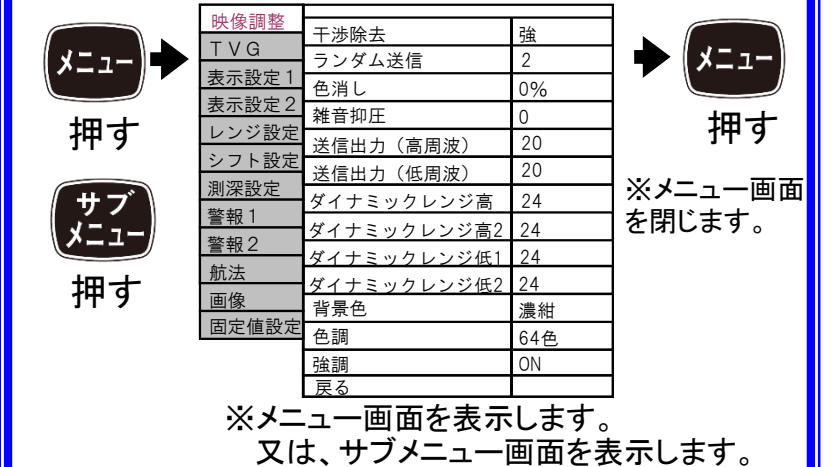 メニュー
押す
サブ
メニュー
押す
映像調整
TVG
表示設定1
表示設定2
レンジ設定
シフト設定
測深設定
警報1
警報2
航法
画像
固定値設定
干渉除去 強
ランダム送信 2
色消し 0%
雑音抑圧 0
送信出力（高周波） 20
送信出力（低周波） 20
ダイナミックレンジ高 24
ダイナミックレンジ高2 24
ダイナミックレンジ低1 24
ダイナミックレンジ低2 24
背景色 濃紺
色調 64色
強調 ON
戻る
メニュー
押す
※メニュー画面
を閉じます。
※メニュー画面を表示します。
又は、サブメニュー画面を表示します。